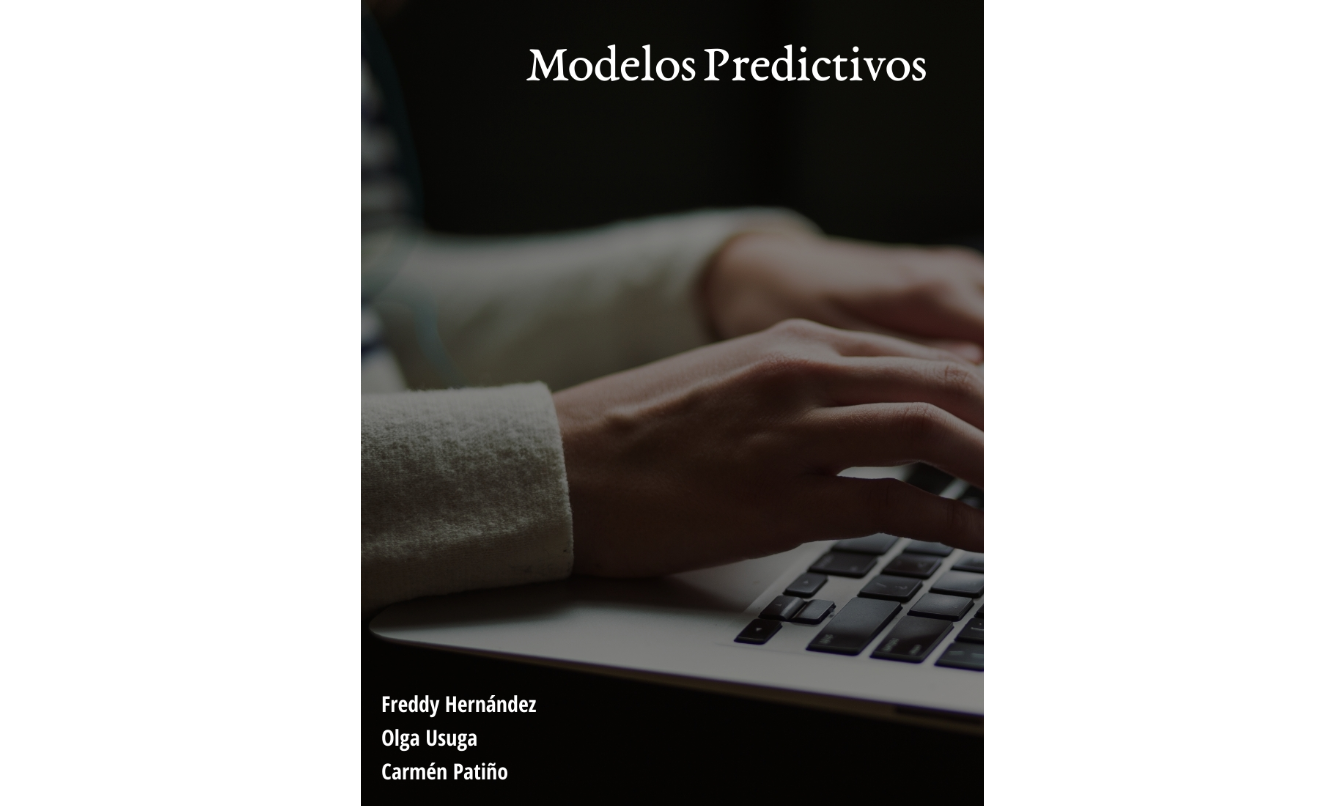 Modelos Predictivos
Freddy Hernández
Olga Usuga
Carmén Patiño